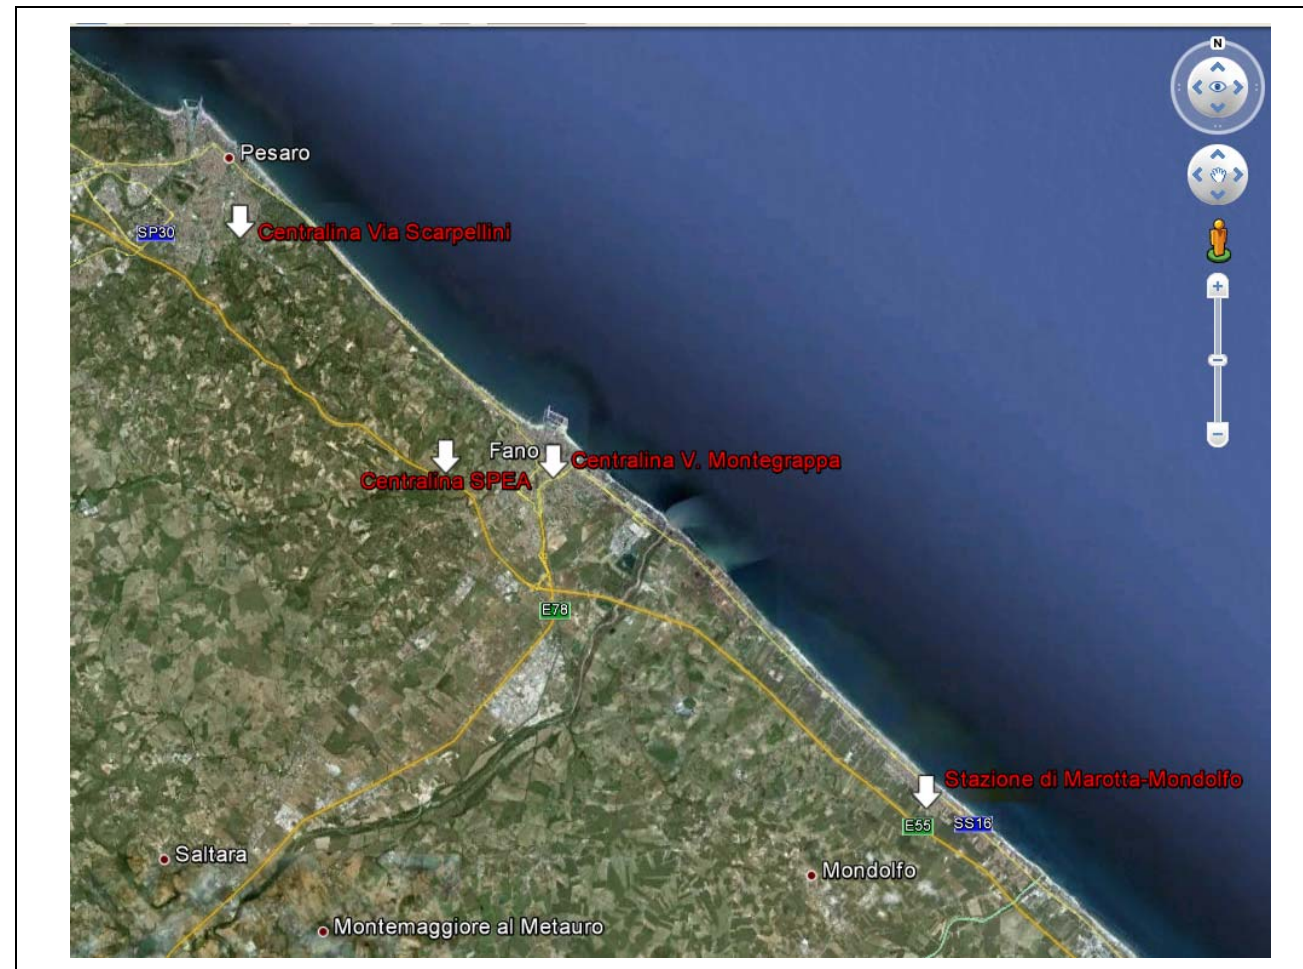 N
Pesaro
SP30
Centralina Via Scarpellini
Fano
Centralina V. Montegrappa
Centralina SPEA
E78
Stazione di Marotta-Mondolfo
E55
SS16
Saltara
Mondolfo
Montemaggiore al Metauro